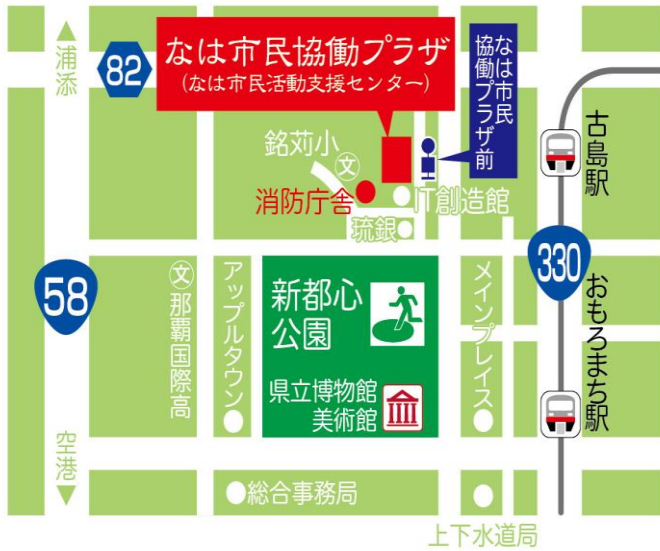 ▲
浦添
82
なは市民協働プラザ
(なは市民活動支援センター)
なは市民
協働プラザ前
古島駅
銘苅小
文
消防庁舎
IT創造館
琉銀
58
文
那覇国際高
アップルタウン
新都心
公園
県立博物館
美術館
メインプレイス
330
おもろまち駅
空港
▼
総合事務局
上下水道局